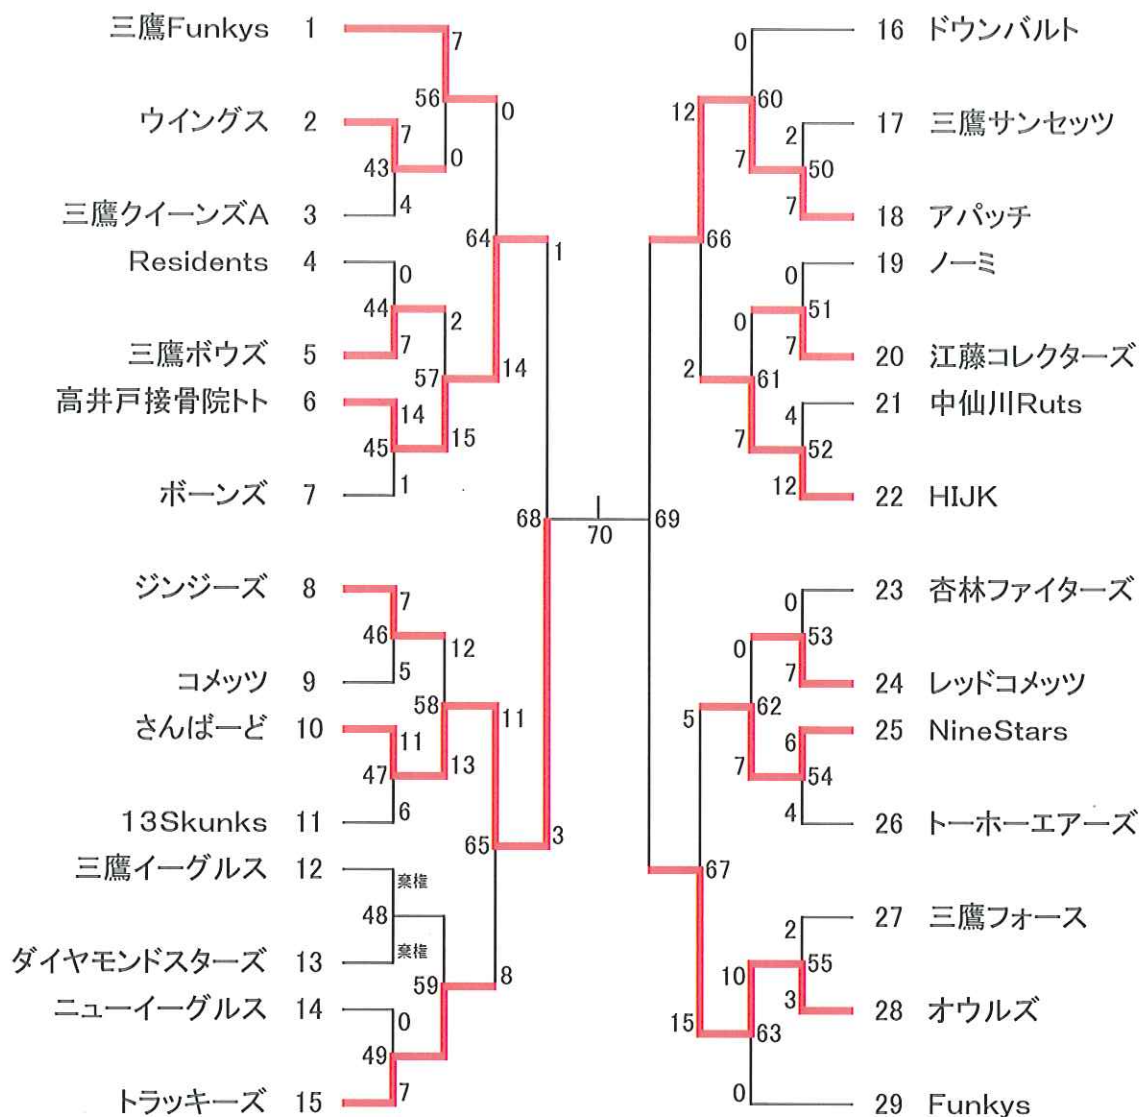 三鷹Funkys 1
7
56
0
ウイングス 2
7
43
0
4
三鷹クイーンズA 3
64
1
Residents 4
0
44
2
7
三鷹ボウズ 5
57
14
高井戸接骨院トト 6
14
45
15
1
ボーンズ 7
68
70
69
ジンジーズ 8
7
46
12
5
コメッツ 9
58
11
さんばーど 10
11
47
13
6
13Skunks 11
65
3
三鷹イーグルス 12
棄権
48
棄権
ダイヤモンドスターズ 13
59
8
ニューイーグルス 14
0
49
7
トラッキーズ 15
16 ドウンバルト
0
12
60
17 三鷹サンセッツ
2
7
50
7
18 アパッチ
66
19 ノーミ
0
0
51
7
20 江藤コレクターズ
2
61
21 中仙川Ruts
4
7
52
12
22 HIJK
23 杏林ファイターズ
0
0
53
7
24 レッドコメッツ
5
62
25 NineStars
6
7
54
4
26 トーホーエアーズ
67
27 三鷹フォース
2
10
55
3
28 オウルズ
15
63
0
29 Funkys